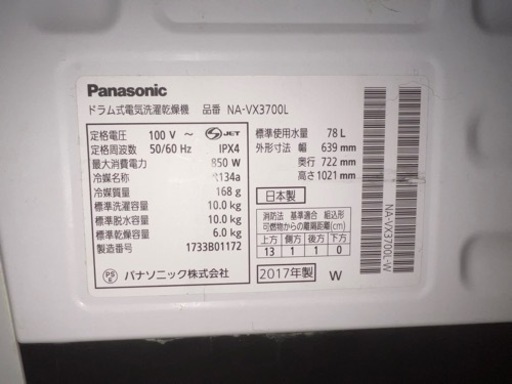 Panasonic
ドラム式電気洗濯乾燥機 品番 NA-VX3700L
定格電圧 100 V ～ JET
定格周波数 50/60 Hz IPX4
最大消費電力 850 W
冷媒名称 R134a
冷媒質量 168 g
標準洗濯容量 10.0 kg
標準脱水容量 10.0 kg
標準乾燥容量 6.0 kg
製造番号 1733B01172
PSE パナソニック株式会社
標準使用水量 78 L
外形寸法 幅 639 mm
奥行 722 mm
高さ 1021 mm
日本製
消防法 基準適合 組込形
可燃物からの離隔距離(cm)
上方 側方 後方 下方
13 1 1 0
2017年製 W
NA-VX3700L-W